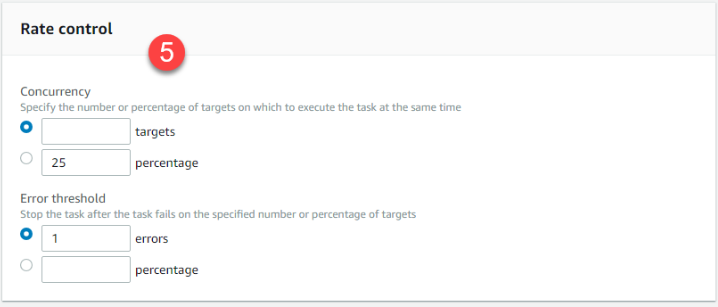 Rate control
5
Concurrency
Specify the number or percentage of targets on which to execute the task at the same time
targets
25 percentage
Error threshold
Stop the task after the task fails on the specified number or percentage of targets
1 errors
percentage